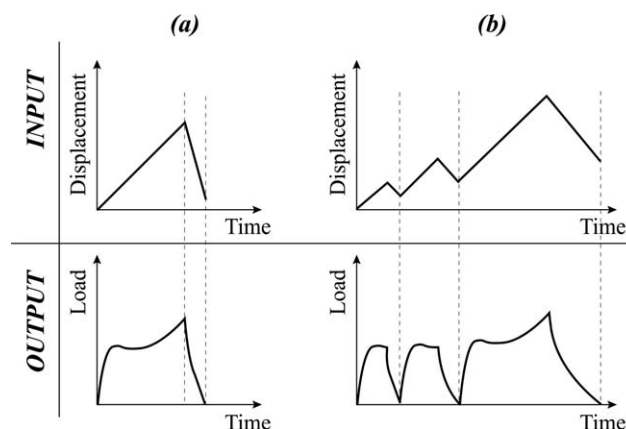 (a)
(b)
INPUT
Displacement
Time
Displacement
Time
OUTPUT
Load
Time
Load
Time